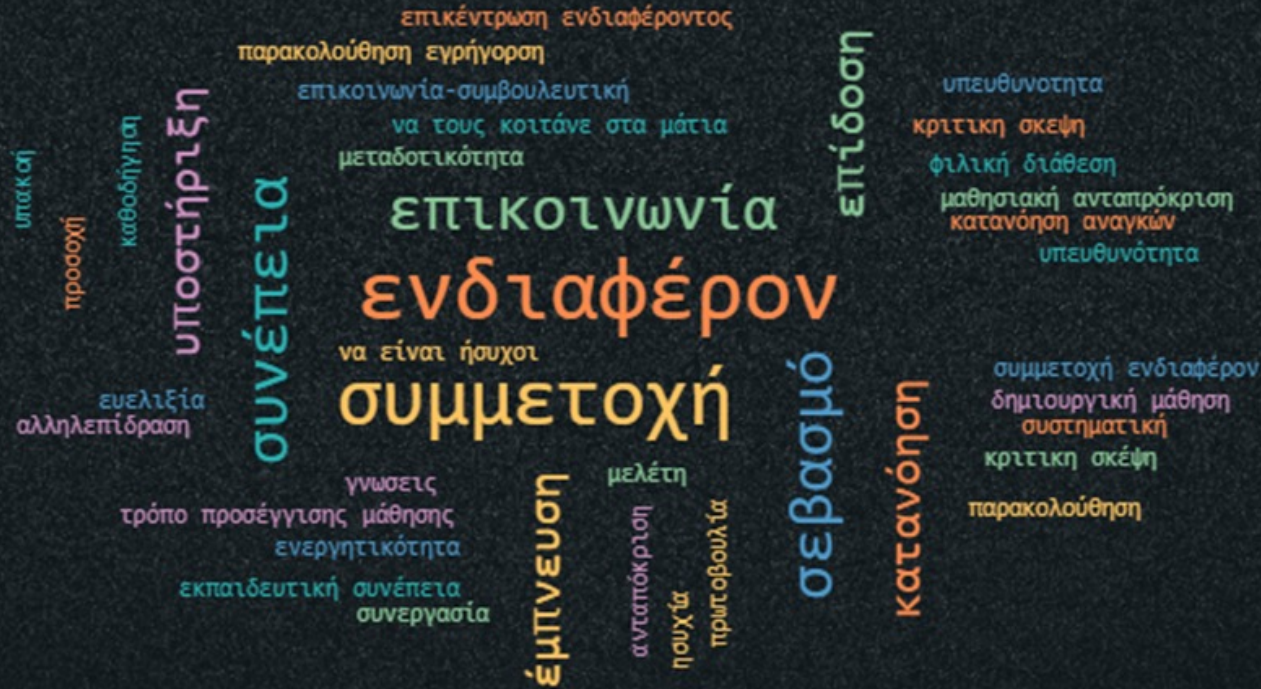 επικέντρωση ενδιαφέροντος
παρακολούθηση εγρήγορση
επικοινωνία-συμβουλευτική
να τους κοιτάνε στα μάτια
μεταδοτικότητα
επικοινωνία
ενδιαφέρον
να είναι ήσυχοι
συμμετοχή
υπακοή
προσοχή
καθοδήγηση
υποστήριξη
συνέπεια
ευελιξία
αλληλεπίδραση
γνωσεις
τρόπο προσέγγισης μάθησης
ενεργητικότητα
εκπαιδευτική συνέπεια
συνεργασία
έμπνευση
μελέτη
ανταπόκριση
ησυχία
πρωτοβουλία
σεβασμό
κατανόηση
επίδοση
υπευθυνοτητα
κριτικη σκεψη
φιλική διάθεση
μαθησιακή ανταπρόκριση
κατανόηση αναγκών
υπευθυνότητα
συμμετοχή ενδιαφέρον
δημιουργική μάθηση
συστηματική
κριτικη σκέψη
παρακολούθηση